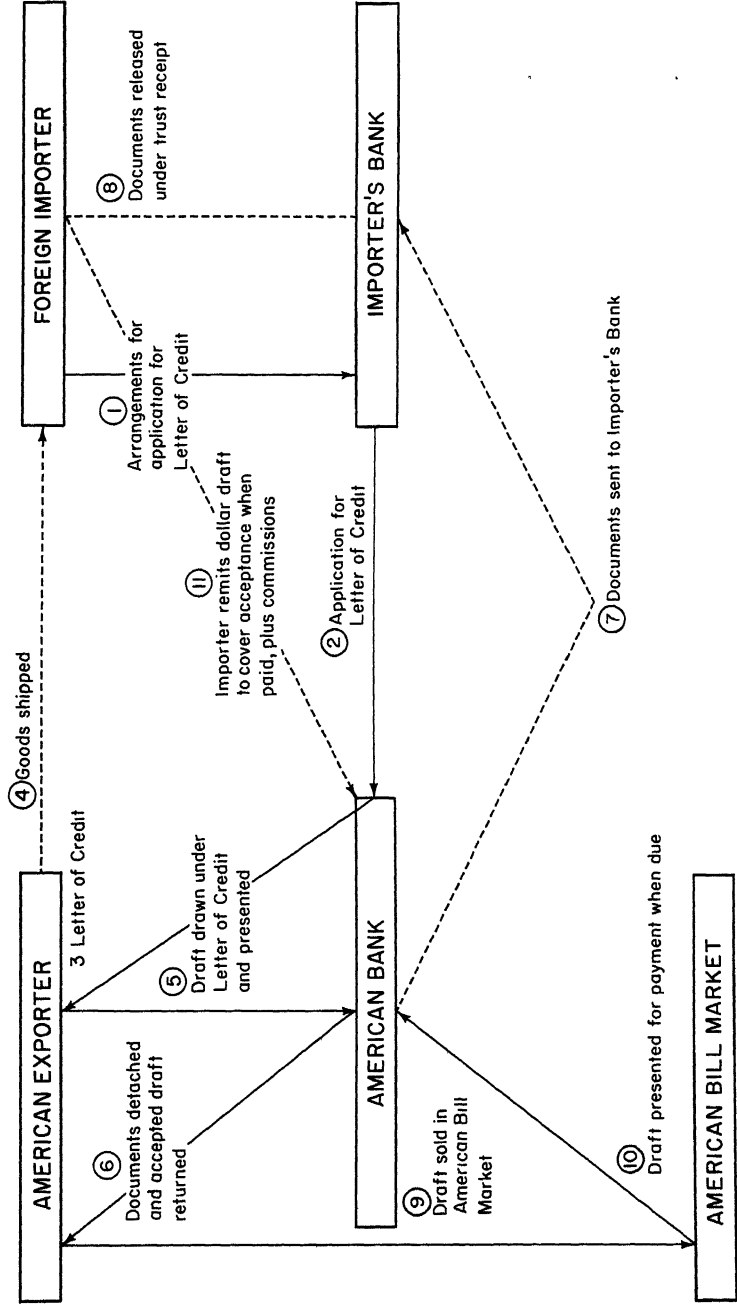 AMERICAN EXPORTER
4 Goods shipped
FOREIGN IMPORTER
3 Letter of Credit
8
Documents released
under trust receipt
1
Arrangements for
application for
Letter of Credit
6
Documents detached
and accepted draft
returned
5
Draft drawn under
Letter of Credit
and presented
11
Importer remits dollar draft
to cover acceptance when
paid, plus commissions
2 Application for
Letter of Credit
AMERICAN BANK
IMPORTER'S BANK
9
Draft sold in
American Bill
Market
7 Documents sent to Importer's Bank
10
Draft presented for payment when due
AMERICAN BILL MARKET